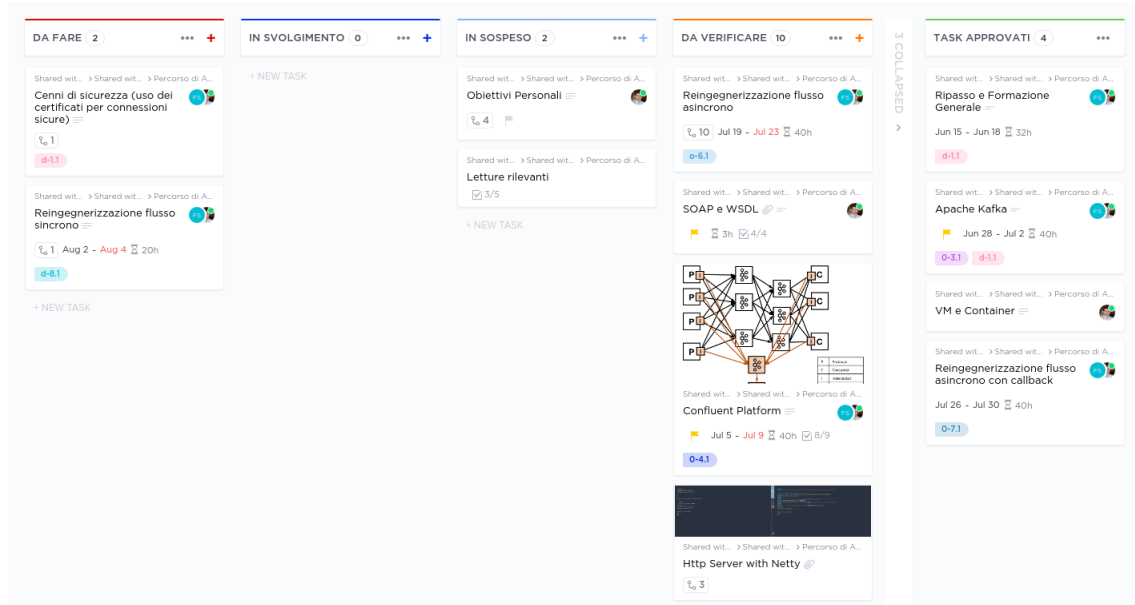 DA FARE 2
Shared wit... > Shared wit... > Percorso di A...
Cenni di sicurezza (uso dei
certificati per connessioni
sicure)
FS
1
d-1.1
Shared wit... > Shared wit... > Percorso di A...
Reingegnerizzazione flusso
sincrono
FS
1 Aug 2 - Aug 4 20h
d-8.1
+ NEW TASK
IN SVOLGIMENTO 0
+ NEW TASK
IN SOSPESO 2
Shared wit... > Shared wit... > Percorso di A...
Obiettivi Personali
4
Shared wit... > Shared wit... > Percorso di A...
Letture rilevanti
3/5
+ NEW TASK
DA VERIFICARE 10
Shared wit... > Shared wit... > Percorso di A...
Reingegnerizzazione flusso
asincrono
FS
10 Jul 19 - Jul 23 40h
o-6.1
Shared wit... > Shared wit... > Percorso di A...
SOAP e WSDL
3h 4/4
P I I C
P I
P I I C
P I I C
I
P Producer
C Consumer
I Interceptor
Shared wit... > Shared wit... > Percorso di A...
Confluent Platform
FS
Jul 5 - Jul 9 40h 8/9
0-4.1
Shared wit... > Shared wit... > Percorso di A...
Http Server with Netty
3
3 COLLAPSED
TASK APPROVATI 4
Shared wit... > Shared wit... > Percorso di A...
Ripasso e Formazione
Generale
FS
Jun 15 - Jun 18 32h
d-1.1
Shared wit... > Shared wit... > Percorso di A...
Apache Kafka
FS
Jun 28 - Jul 2 40h
0-3.1 d-1.1
Shared wit... > Shared wit... > Percorso di A...
VM e Container
Shared wit... > Shared wit... > Percorso di A...
Reingegnerizzazione flusso
asincrono con callback
FS
Jul 26 - Jul 30 40h
0-7.1